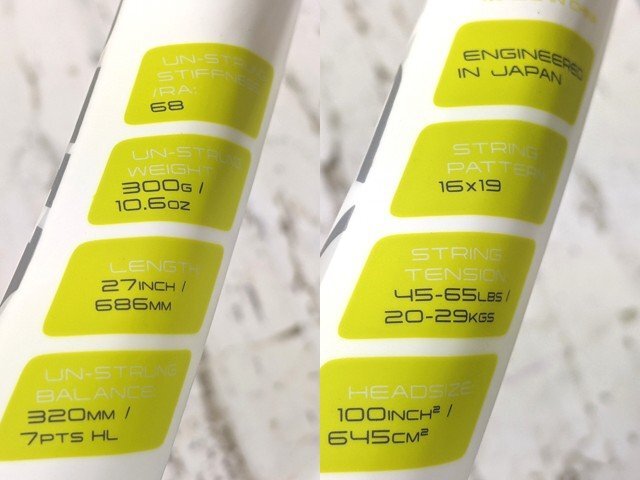 UN-STRUNG
STIFFNESS
/RA:
68
UN-STRUNG
WEIGHT
300G /
10.6OZ
LENGTH
27INCH /
686MM
UN-STRUNG
BALANCE
320MM /
7PTS HL
ENGINEERED
IN JAPAN
STRING
PATTERN
16x19
STRING
TENSION
45-65LBS /
20-29KGS
HEADSIZE
100INCH² /
645CM²